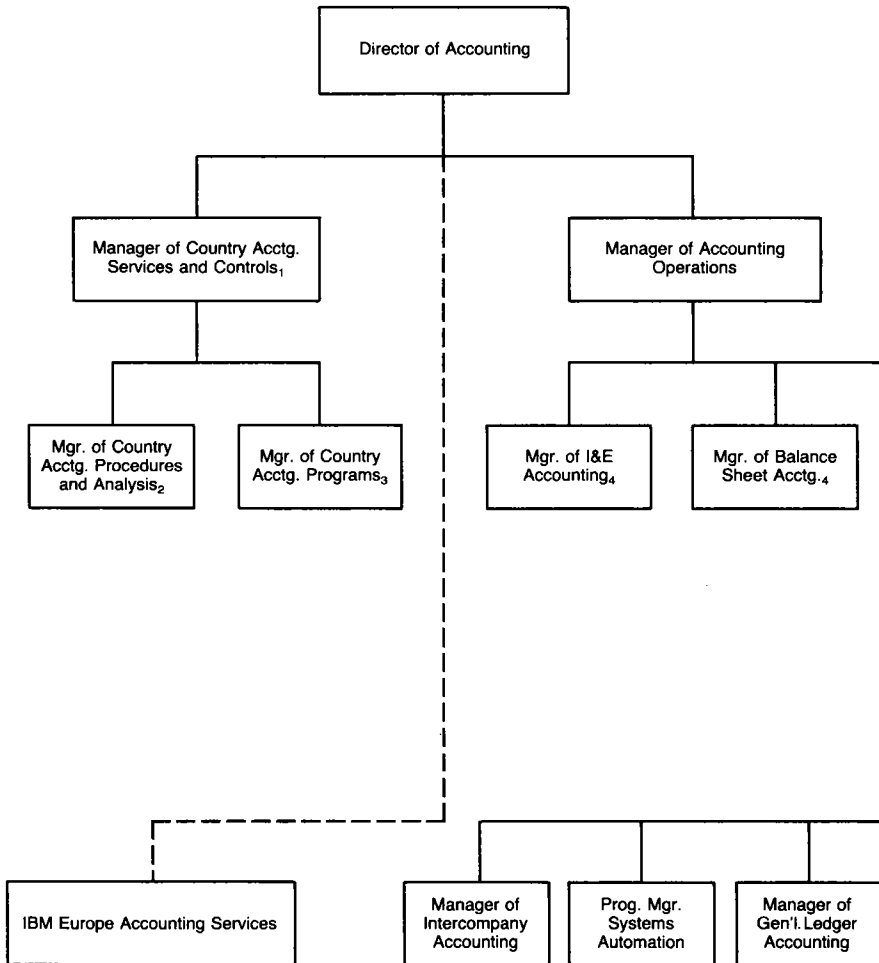 Director of Accounting
Manager of Country Acctg.
Services and Controls₁
Manager of Accounting
Operations
Mgr. of Country
Acctg. Procedures
and Analysis₂
Mgr. of Country
Acctg. Programs₃
Mgr. of I&E
Accounting₄
Mgr. of Balance
Sheet Acctg.₄
IBM Europe Accounting Services
Manager of
Intercompany
Accounting
Prog. Mgr.
Systems
Automation
Manager of
Gen'l. Ledger
Accounting